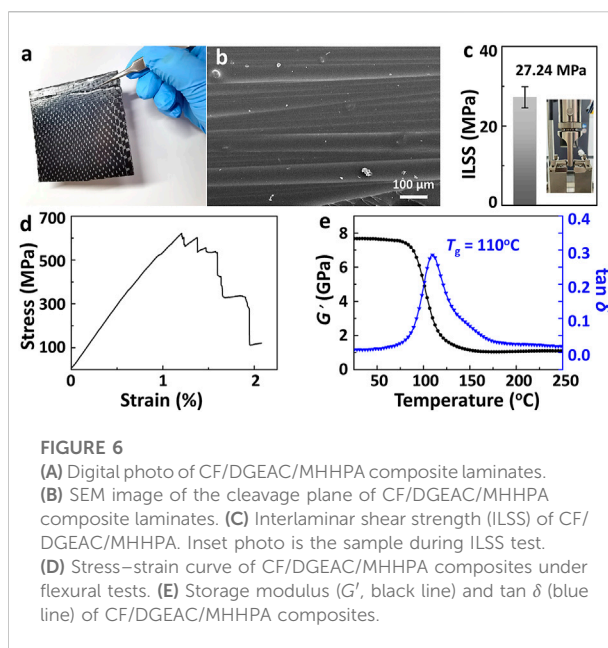 a
b
100 μm
c
40
20
0
ILSS (MPa)
27.24 MPa
d
700
500
300
100
Stress (MPa)
0
1
2
Strain (%)
e
8
6
4
2
0
G′ (GPa)
T_g = 110°C
0.4
0.3
0.2
0.1
0.0
tan δ
50
100
150
200
250
Temperature (°C)
FIGURE 6
(A) Digital photo of CF/DGEAC/MHHPA composite laminates.
(B) SEM image of the cleavage plane of CF/DGEAC/MHHPA
composite laminates. (C) Interlaminar shear strength (ILSS) of CF/
DGEAC/MHHPA. Inset photo is the sample during ILSS test.
(D) Stress–strain curve of CF/DGEAC/MHHPA composites under
flexural tests. (E) Storage modulus (G′, black line) and tan δ (blue
line) of CF/DGEAC/MHHPA composites.